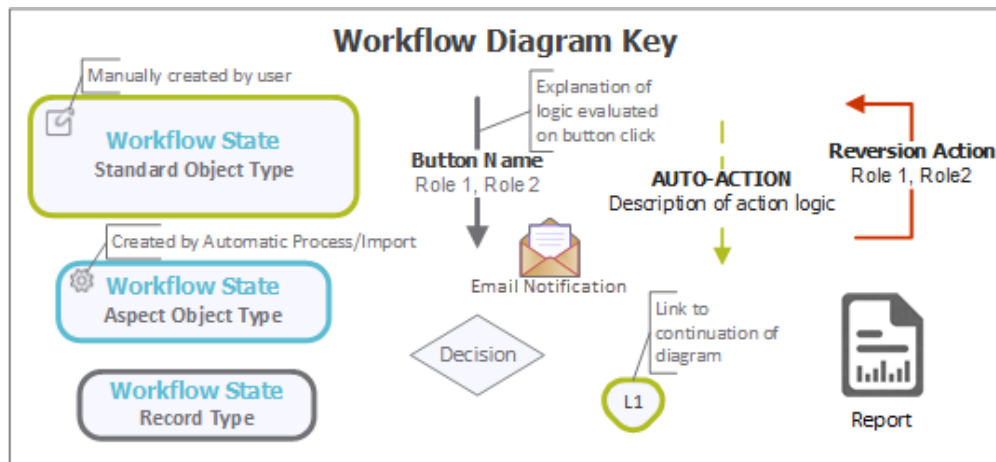 Workflow Diagram Key
Manually created by user
Workflow State
Standard Object Type
Created by Automatic Process/Import
Workflow State
Aspect Object Type
Workflow State
Record Type
Explanation of
logic evaluated
on button click
Button Name
Role 1, Role 2
Email Notification
Decision
AUTO-ACTION
Description of action logic
Link to
continuation of
diagram
L1
Reversion Action
Role 1, Role2
Report